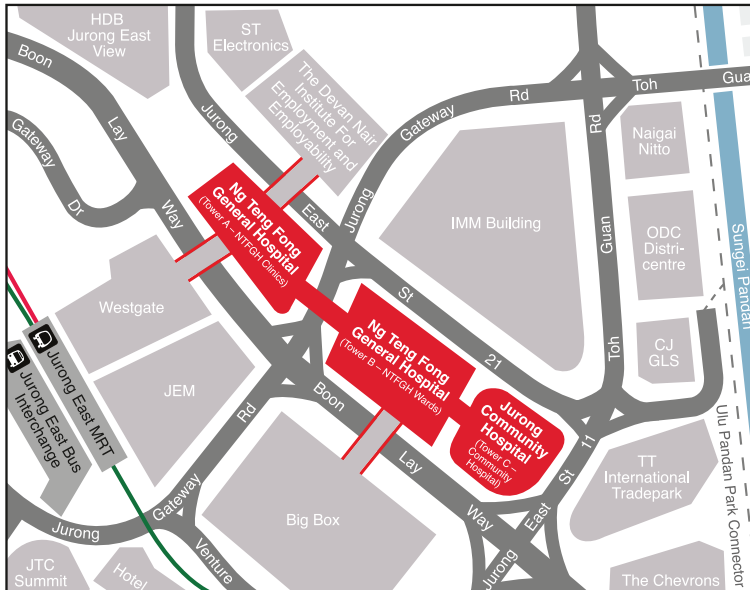 HDB
Jurong East
View
ST
Electronics
The Devan Nair
Institute For
Employment and
Employability
Boon
Lay
Way
Gateway
Dr
Jurong
East
St
21
Jurong
Gateway
Rd
Toh
Gua
Rd
Guan
Toh
Naigai
Nitto
ODC
Distri-
centre
CJ
GLS
Sungei Pandan
Ulu Pandan Park Connector
IMM Building
Ng Teng Fong
General Hospital
(Tower A – NTFGH Clinics)
Ng Teng Fong
General Hospital
(Tower B – NTFGH Wards)
Jurong
Community
Hospital
(Tower C –
Community
Hospital)
Westgate
JEM
Jurong East MRT
Jurong East Bus
Interchange
Boon
Lay
Way
Rd
Gateway
Jurong
Venture
Big Box
JTC
Summit
Hotel
Jurong
East
St
11
TT
International
Tradepark
The Chevrons